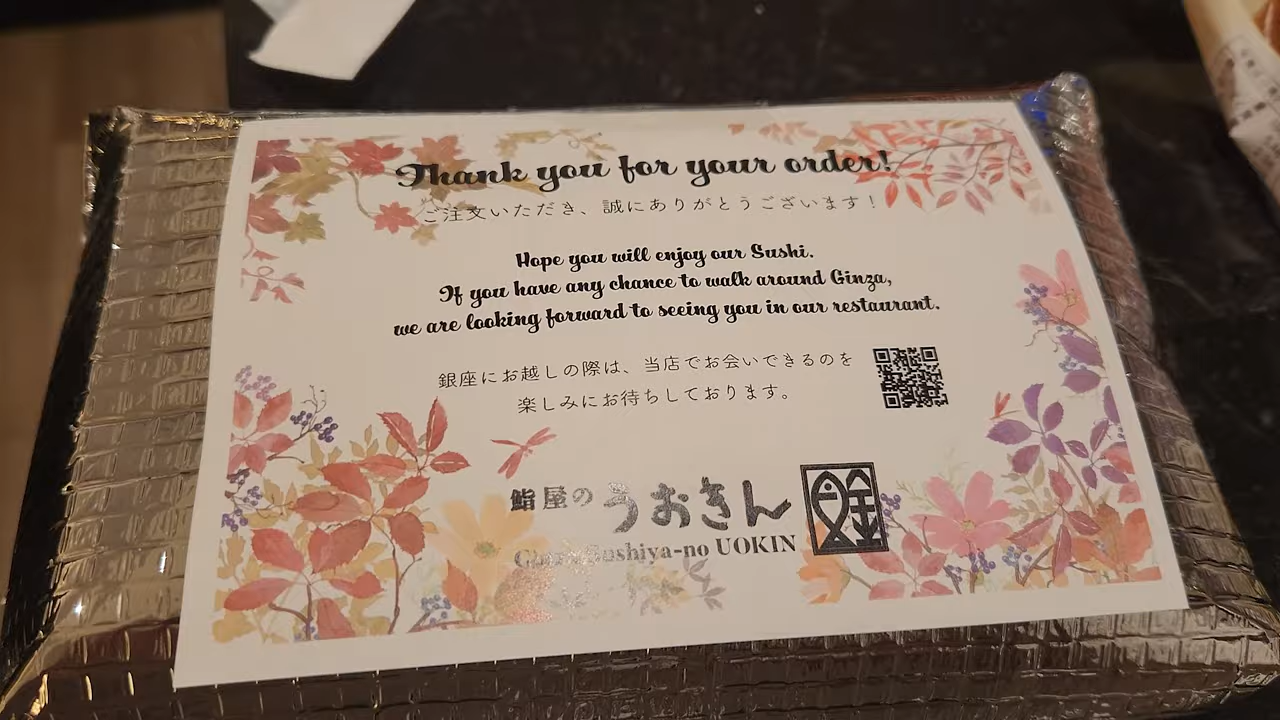 Thank you for your order!
ご注文いただき、誠にありがとうございます!
Hope you will enjoy our Sushi.
If you have any chance to walk around Ginza,
we are looking forward to seeing you in our restaurant.
銀座にお越しの際は、当店でお会いできるのを
楽しみにお待ちしております。
鮨屋のうおきん
Sushiya-no UOKIN